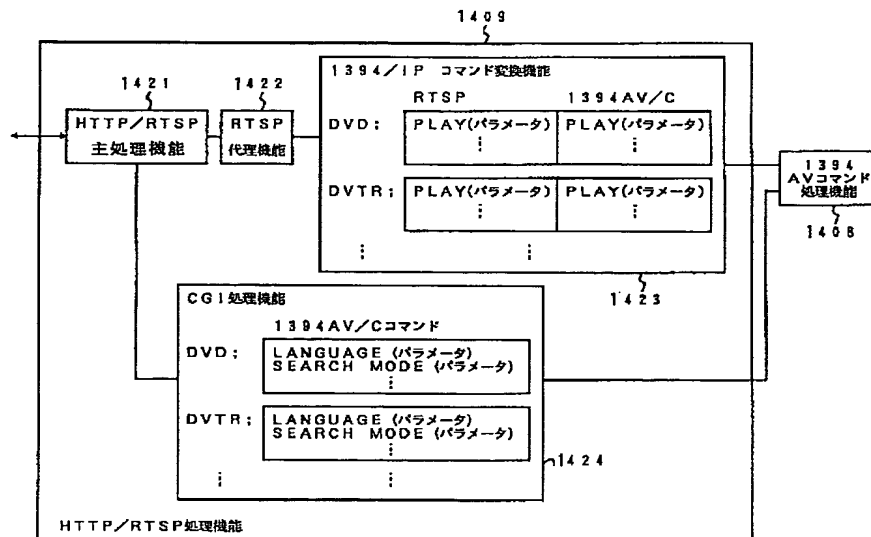 1409
1421
1422
HTTP/RTSP
主処理機能
RTSP
代理機能
1394/IP コマンド変換機能
RTSP 1394AV/C
DVD; PLAY(パラメータ) PLAY(パラメータ)
DVTR; PLAY(パラメータ) PLAY(パラメータ)
1423
1394
AVコマンド
処理機能
1408
CGI処理機能
1394AV/Cコマンド
DVD; LANGUAGE (パラメータ)
SEARCH MODE (パラメータ)
DVTR; LANGUAGE (パラメータ)
SEARCH MODE (パラメータ)
1424
HTTP/RTSP処理機能